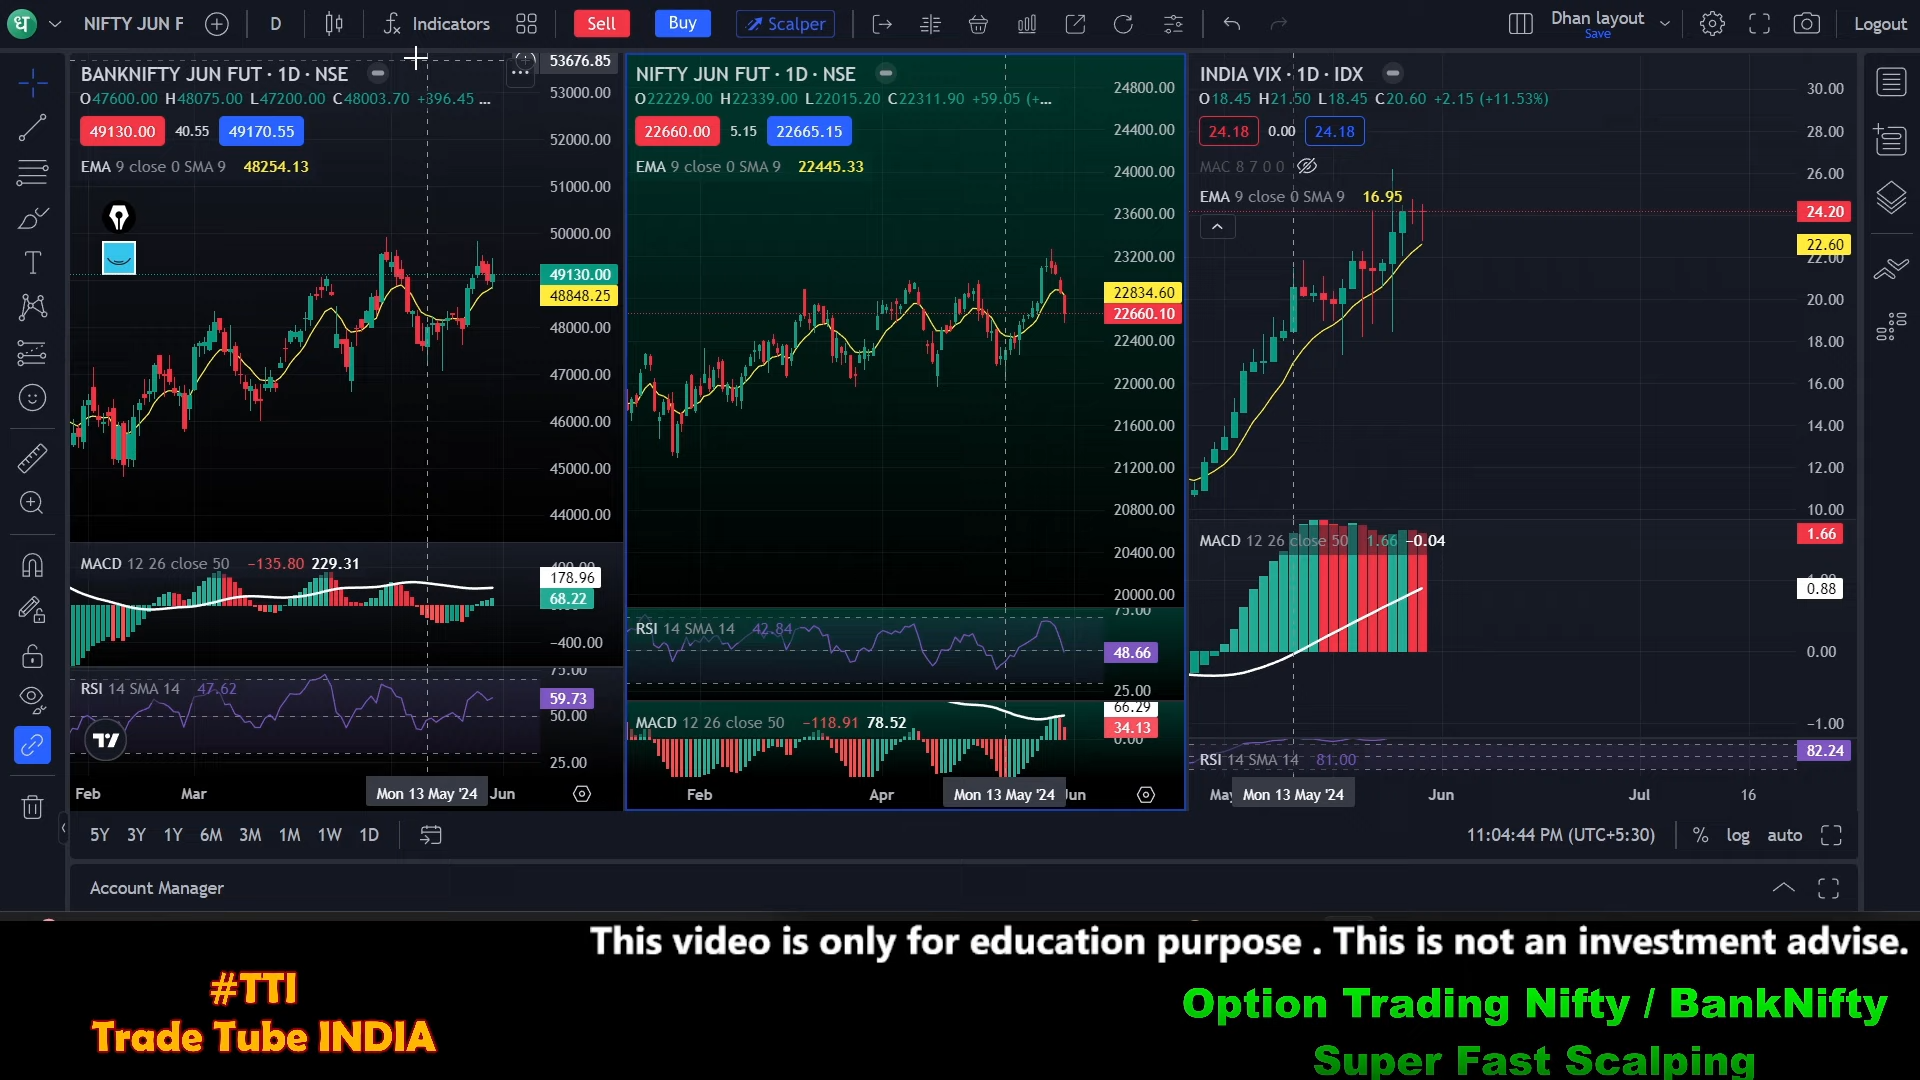 ध NIFTY JUN F D Indicators Sell Buy Scalper Dhan layout Save Logout
BANKNIFTY JUN FUT · 1D · NSE
O47600.00 H48075.00 L47200.00 C48003.70 +396.45 ...
49130.00 40.55 49170.55
EMA 9 close 0 SMA 9 48254.13
53676.85
53000.00
52000.00
51000.00
50000.00
49130.00
48848.25
48000.00
47000.00
46000.00
45000.00
44000.00
MACD 12 26 close 50 −135.80 229.31
178.96
68.22
−400.00
RSI 14 SMA 14 47.62
75.00
59.73
50.00
25.00
Feb Mar Mon 13 May '24 Jun
NIFTY JUN FUT · 1D · NSE
O22229.00 H22339.00 L22015.20 C22311.90 +59.05 (+...
22660.00 5.15 22665.15
EMA 9 close 0 SMA 9 22445.33
24800.00
24400.00
24000.00
23600.00
23200.00
22834.60
22660.10
22400.00
22000.00
21600.00
21200.00
20800.00
20400.00
20000.00
75.00
RSI 14 SMA 14 42.84
48.66
25.00
MACD 12 26 close 50 −118.91 78.52
66.29
34.13
0.00
Feb Apr Mon 13 May '24 Jun
INDIA VIX · 1D · IDX
O18.45 H21.50 L18.45 C20.60 +2.15 (+11.53%)
24.18 0.00 24.18
MAC 8 7 0 0
EMA 9 close 0 SMA 9 16.95
30.00
28.00
26.00
24.20
22.60
22.00
20.00
18.00
16.00
14.00
12.00
10.00
MACD 12 26 close 50 1.66 −0.04
1.66
0.88
0.00
−1.00
RSI 14 SMA 14 81.00
82.24
May Mon 13 May '24 Jun Jul 16
5Y 3Y 1Y 6M 3M 1M 1W 1D
11:04:44 PM (UTC+5:30) % log auto
Account Manager
This video is only for education purpose . This is not an investment advise.
#TTI
Trade Tube INDIA
Option Trading Nifty / BankNifty
Super Fast Scalping